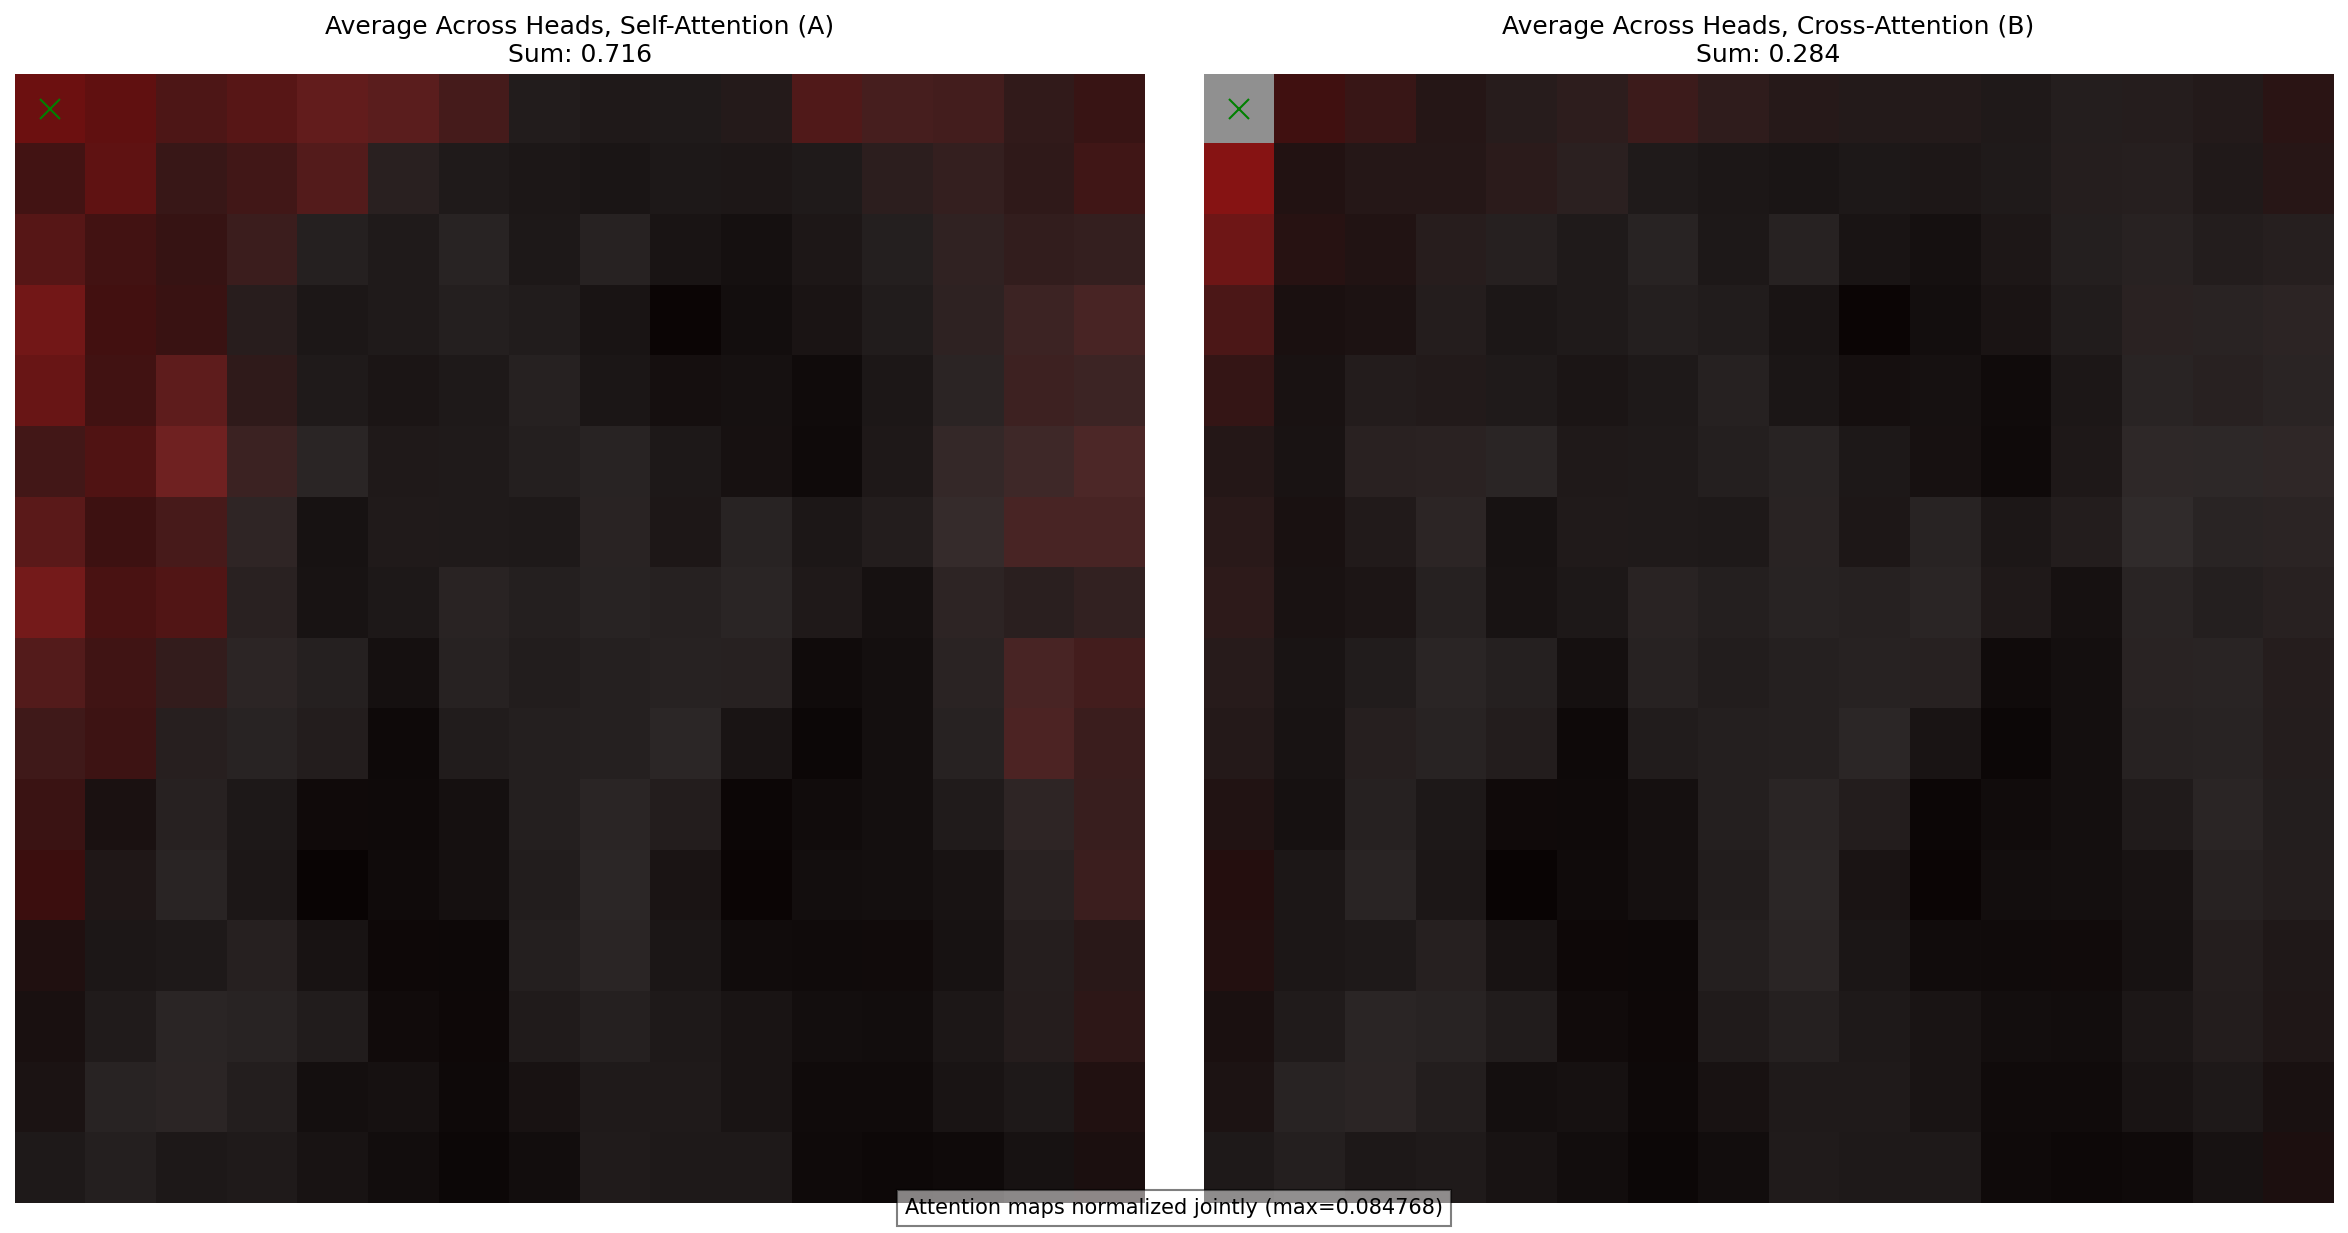 Average Across Heads, Self-Attention (A)
Sum: 0.716
Average Across Heads, Cross-Attention (B)
Sum: 0.284
Attention maps normalized jointly (max=0.084768)